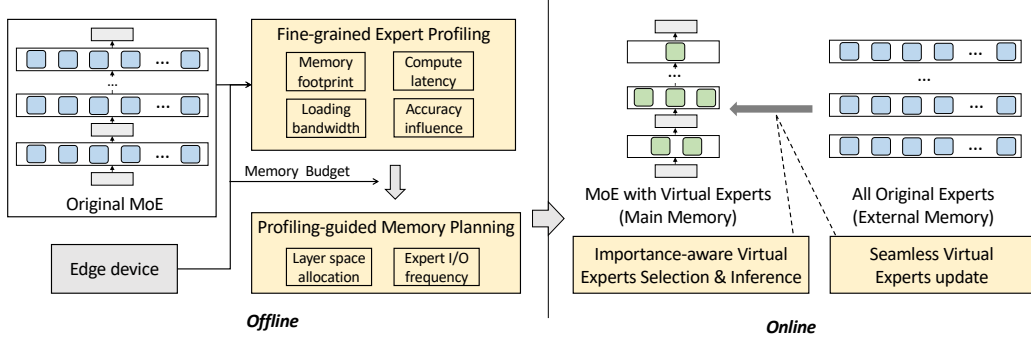 ...
...
...
...
Original MoE
Edge device
Fine-grained Expert Profiling
Memory
footprint
Compute
latency
Loading
bandwidth
Accuracy
influence
Memory Budget
Profiling-guided Memory Planning
Layer space
allocation
Expert I/O
frequency
Offline
...
MoE with Virtual Experts
(Main Memory)
...
...
...
...
All Original Experts
(External Memory)
Importance-aware Virtual
Experts Selection & Inference
Seamless Virtual
Experts update
Online